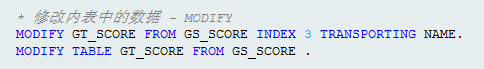 * 修改内表中的数据 - MODIFY
MODIFY GT_SCORE FROM GS_SCORE INDEX 3 TRANSPORTING NAME.
MODIFY TABLE GT_SCORE FROM GS_SCORE .